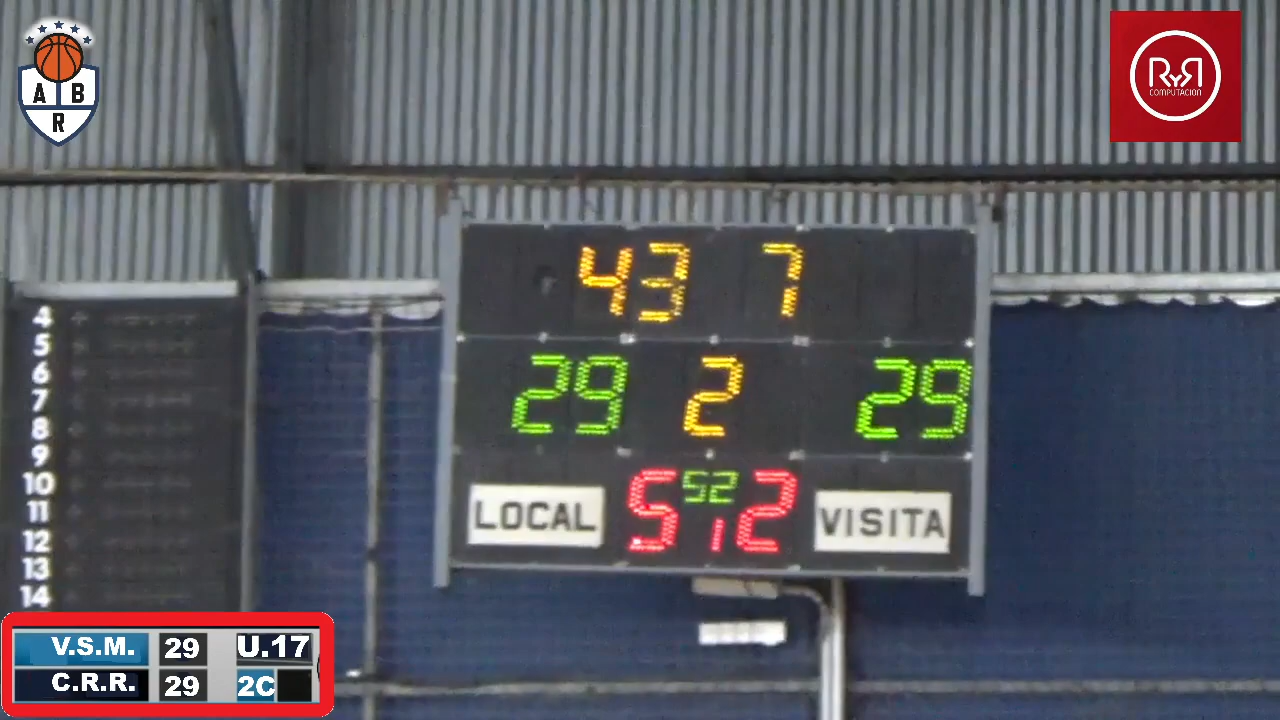 A B
R
RyR
COMPUTACION
43 7
29 2 29
5 52 2
1
LOCAL VISITA
4
5
6
7
8
9
10
11
12
13
14
V.S.M. 29 U.17
C.R.R. 29 2C